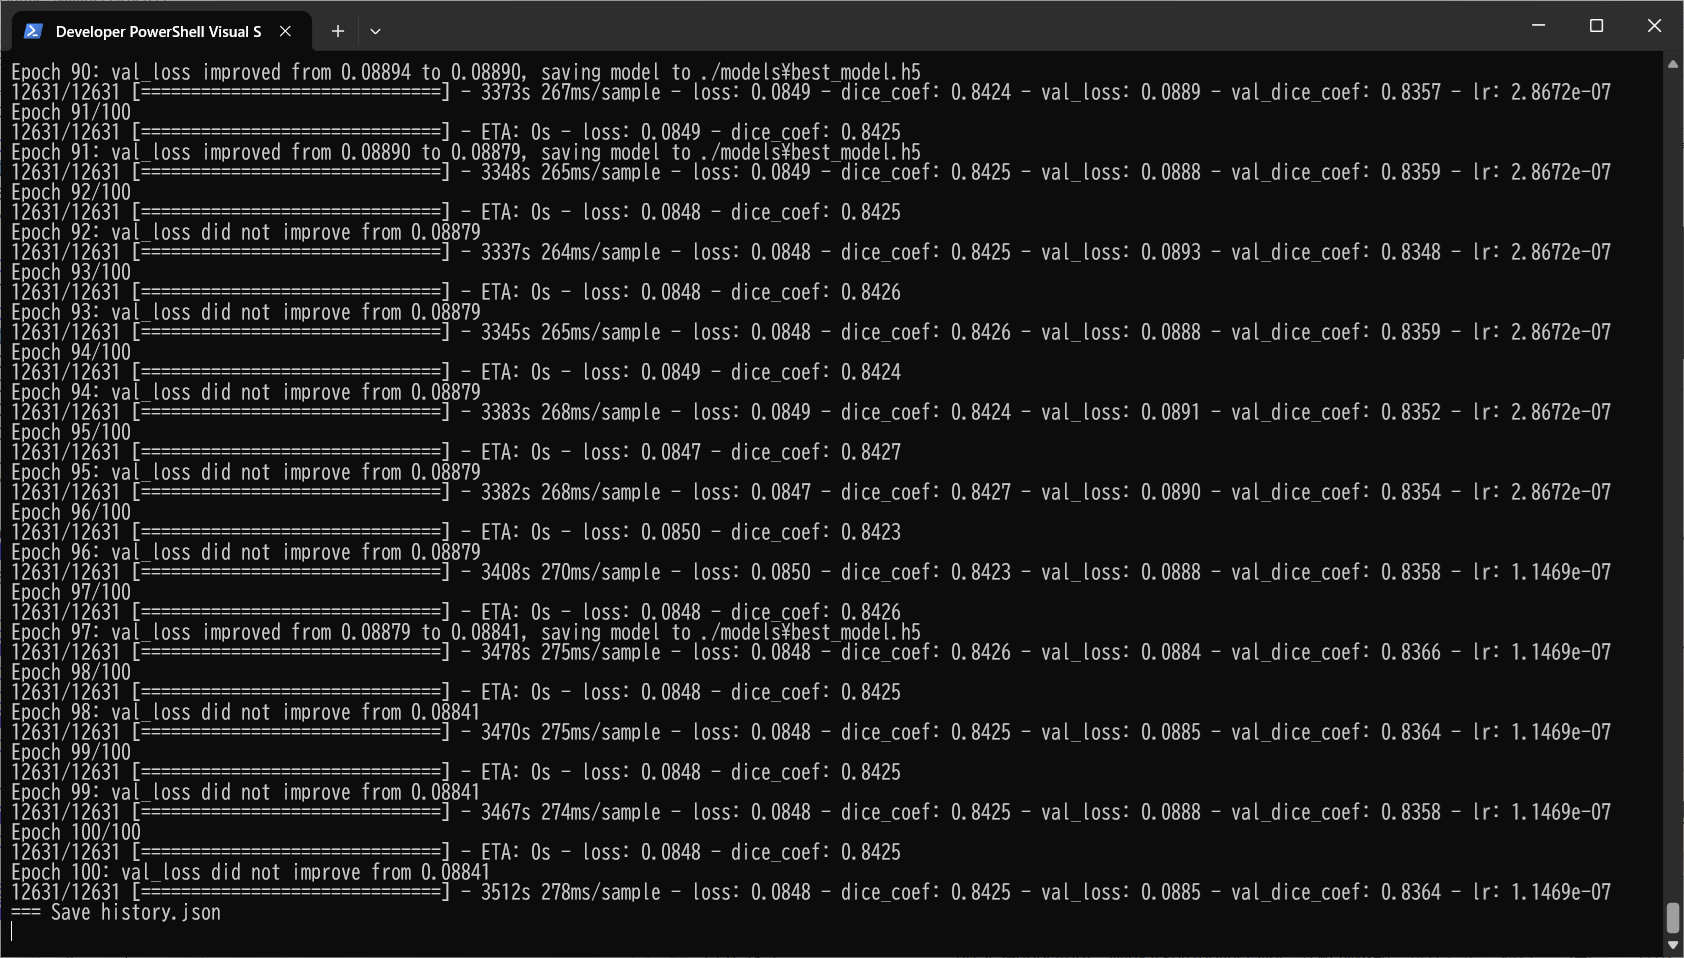 Developer PowerShell Visual S
Epoch 90: val_loss improved from 0.08894 to 0.08890, saving model to ./models¥best_model.h5
12631/12631 [==============================] - 3373s 267ms/sample - loss: 0.0849 - dice_coef: 0.8424 - val_loss: 0.0889 - val_dice_coef: 0.8357 - lr: 2.8672e-07
Epoch 91/100
12631/12631 [==============================] - ETA: 0s - loss: 0.0849 - dice_coef: 0.8425
Epoch 91: val_loss improved from 0.08890 to 0.08879, saving model to ./models¥best_model.h5
12631/12631 [==============================] - 3348s 265ms/sample - loss: 0.0849 - dice_coef: 0.8425 - val_loss: 0.0888 - val_dice_coef: 0.8359 - lr: 2.8672e-07
Epoch 92/100
12631/12631 [==============================] - ETA: 0s - loss: 0.0848 - dice_coef: 0.8425
Epoch 92: val_loss did not improve from 0.08879
12631/12631 [==============================] - 3337s 264ms/sample - loss: 0.0848 - dice_coef: 0.8425 - val_loss: 0.0893 - val_dice_coef: 0.8348 - lr: 2.8672e-07
Epoch 93/100
12631/12631 [==============================] - ETA: 0s - loss: 0.0848 - dice_coef: 0.8426
Epoch 93: val_loss did not improve from 0.08879
12631/12631 [==============================] - 3345s 265ms/sample - loss: 0.0848 - dice_coef: 0.8426 - val_loss: 0.0888 - val_dice_coef: 0.8359 - lr: 2.8672e-07
Epoch 94/100
12631/12631 [==============================] - ETA: 0s - loss: 0.0849 - dice_coef: 0.8424
Epoch 94: val_loss did not improve from 0.08879
12631/12631 [==============================] - 3383s 268ms/sample - loss: 0.0849 - dice_coef: 0.8424 - val_loss: 0.0891 - val_dice_coef: 0.8352 - lr: 2.8672e-07
Epoch 95/100
12631/12631 [==============================] - ETA: 0s - loss: 0.0847 - dice_coef: 0.8427
Epoch 95: val_loss did not improve from 0.08879
12631/12631 [==============================] - 3382s 268ms/sample - loss: 0.0847 - dice_coef: 0.8427 - val_loss: 0.0890 - val_dice_coef: 0.8354 - lr: 2.8672e-07
Epoch 96/100
12631/12631 [==============================] - ETA: 0s - loss: 0.0850 - dice_coef: 0.8423
Epoch 96: val_loss did not improve from 0.08879
12631/12631 [==============================] - 3408s 270ms/sample - loss: 0.0850 - dice_coef: 0.8423 - val_loss: 0.0888 - val_dice_coef: 0.8358 - lr: 1.1469e-07
Epoch 97/100
12631/12631 [==============================] - ETA: 0s - loss: 0.0848 - dice_coef: 0.8426
Epoch 97: val_loss improved from 0.08879 to 0.08841, saving model to ./models¥best_model.h5
12631/12631 [==============================] - 3478s 275ms/sample - loss: 0.0848 - dice_coef: 0.8426 - val_loss: 0.0884 - val_dice_coef: 0.8366 - lr: 1.1469e-07
Epoch 98/100
12631/12631 [==============================] - ETA: 0s - loss: 0.0848 - dice_coef: 0.8425
Epoch 98: val_loss did not improve from 0.08841
12631/12631 [==============================] - 3470s 275ms/sample - loss: 0.0848 - dice_coef: 0.8425 - val_loss: 0.0885 - val_dice_coef: 0.8364 - lr: 1.1469e-07
Epoch 99/100
12631/12631 [==============================] - ETA: 0s - loss: 0.0848 - dice_coef: 0.8425
Epoch 99: val_loss did not improve from 0.08841
12631/12631 [==============================] - 3467s 274ms/sample - loss: 0.0848 - dice_coef: 0.8425 - val_loss: 0.0888 - val_dice_coef: 0.8358 - lr: 1.1469e-07
Epoch 100/100
12631/12631 [==============================] - ETA: 0s - loss: 0.0848 - dice_coef: 0.8425
Epoch 100: val_loss did not improve from 0.08841
12631/12631 [==============================] - 3512s 278ms/sample - loss: 0.0848 - dice_coef: 0.8425 - val_loss: 0.0885 - val_dice_coef: 0.8364 - lr: 1.1469e-07
=== Save history.json